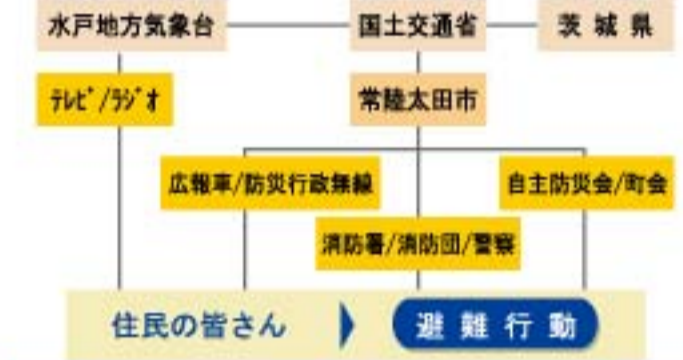 水戸地方気象台 国土交通省 茨城県
テレビ/ラジオ 常陸太田市
広報車/防災行政無線 自主防災会/町会
消防署/消防団/警察
住民の皆さん 避難行動